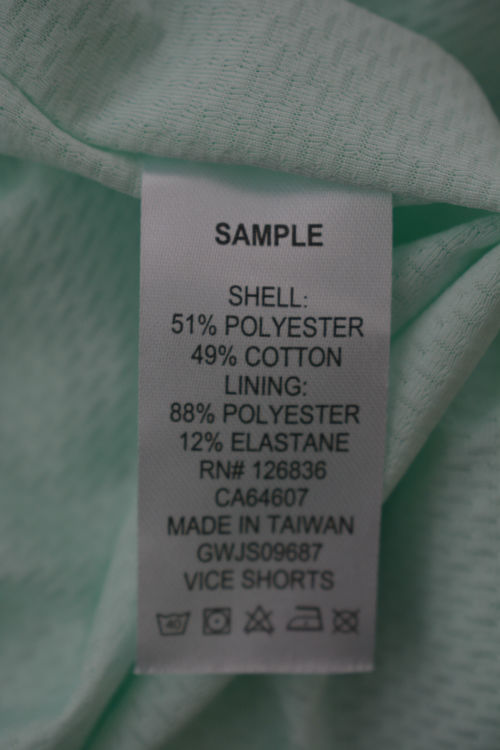 SAMPLE
SHELL:
51% POLYESTER
49% COTTON
LINING:
88% POLYESTER
12% ELASTANE
RN# 126836
CA64607
MADE IN TAIWAN
GWJS09687
VICE SHORTS
40